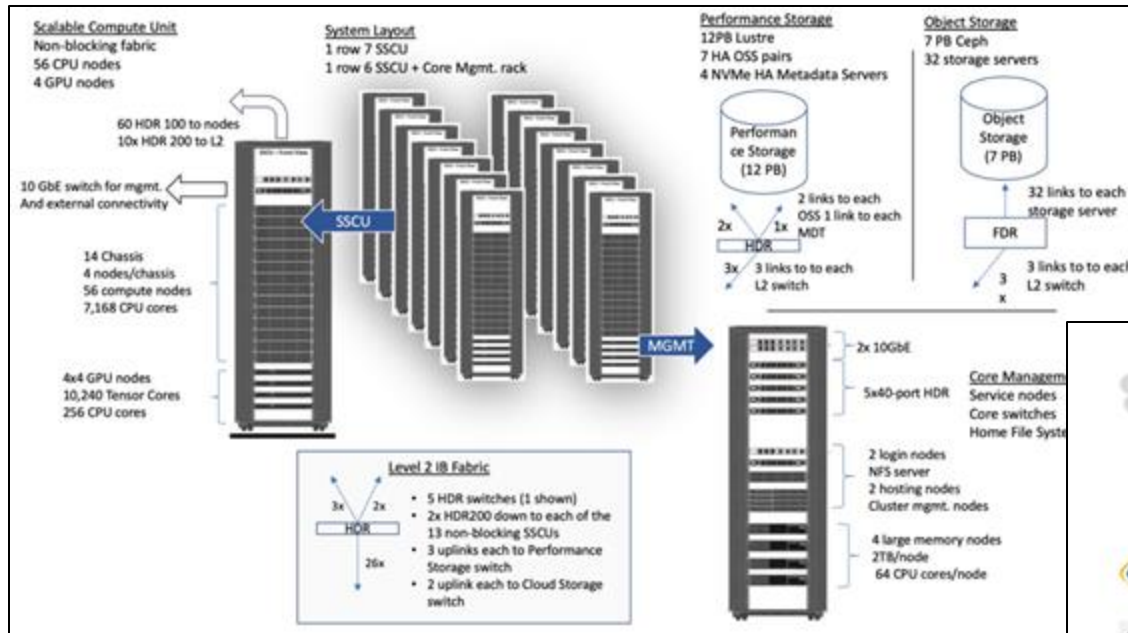 Scalable Compute Unit
Non-blocking fabric
56 CPU nodes
4 GPU nodes
60 HDR 100 to nodes
10x HDR 200 to L2
10 GbE switch for mgmt.
And external connectivity
14 Chassis
4 nodes/chassis
56 compute nodes
7,168 CPU cores
4x4 GPU nodes
10,240 Tensor Cores
256 CPU cores
System Layout
1 row 7 SSCU
1 row 6 SSCU + Core Mgmt. rack
SSCU
MGMT
Performance Storage
12PB Lustre
7 HA OSS pairs
4 NVMe HA Metadata Servers
Performan
ce Storage
(12 PB)
2 links to each
OSS 1 link to each
MDT
2x
1x
HDR
3x
3 links to to each
L2 switch
Object Storage
7 PB Ceph
32 storage servers
Object
Storage
(7 PB)
32 links to each
storage server
FDR
3
x
3 links to to each
L2 switch
2x 10GbE
5x40-port HDR
Core Managem
Service nodes
Core switches
Home File Syste
2 login nodes
NFS server
2 hosting nodes
Cluster mgmt. nodes
4 large memory nodes
2TB/node
64 CPU cores/node
Level 2 IB Fabric
3x
2x
HDR
26x
• 5 HDR switches (1 shown)
• 2x HDR200 down to each of the
13 non-blocking SSCUs
• 3 uplinks each to Performance
Storage switch
• 2 uplink each to Cloud Storage
switch